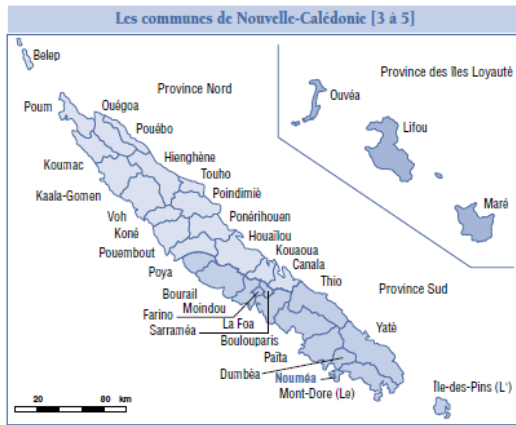 Les communes de Nouvelle-Calédonie [3 à 5]
Belep
Province Nord
Province des îles Loyauté
Ouvéa
Lifou
Maré
Poum
Ouégoa
Pouébo
Koumac
Hienghène
Touho
Kaala-Gomen
Poindimié
Voh
Ponérihouen
Koné
Houaïlou
Pouembout
Kouaoua
Canala
Poya
Thio
Province Sud
Bourail
Moindou
Farino
La Foa
Sarraméa
Boulouparis
Yaté
Païta
Dumbéa
Nouméa
Mont-Dore (Le)
Île-des-Pins (L')
20 80 km